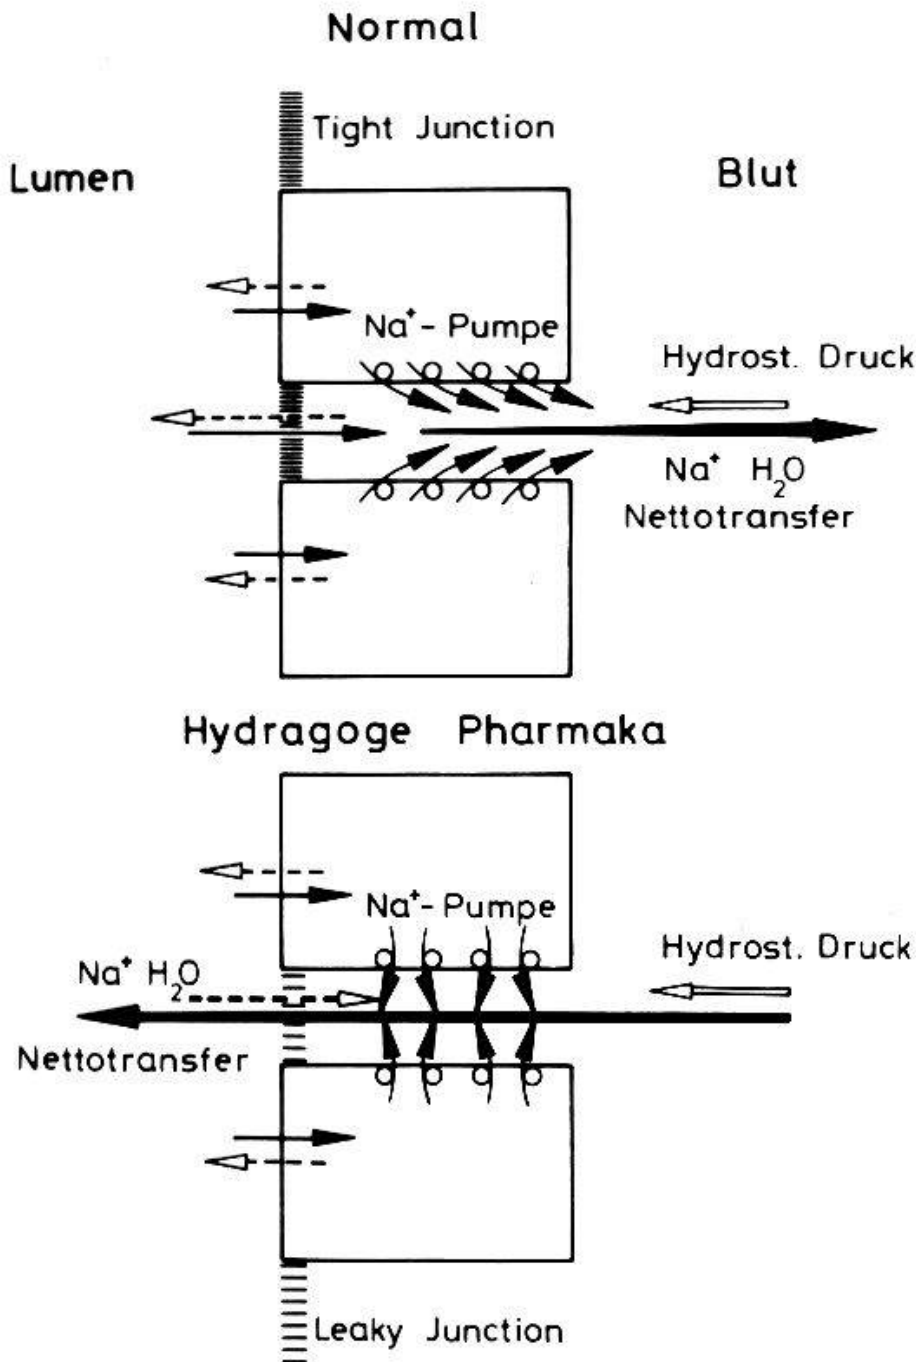 Normal
Tight Junction
Lumen
Blut
Na⁺- Pumpe
Hydrost. Druck
Na⁺ H₂O
Nettotransfer
Hydragoge Pharmaka
Na⁺- Pumpe
Hydrost. Druck
Na⁺ H₂O
Nettotransfer
Leaky Junction